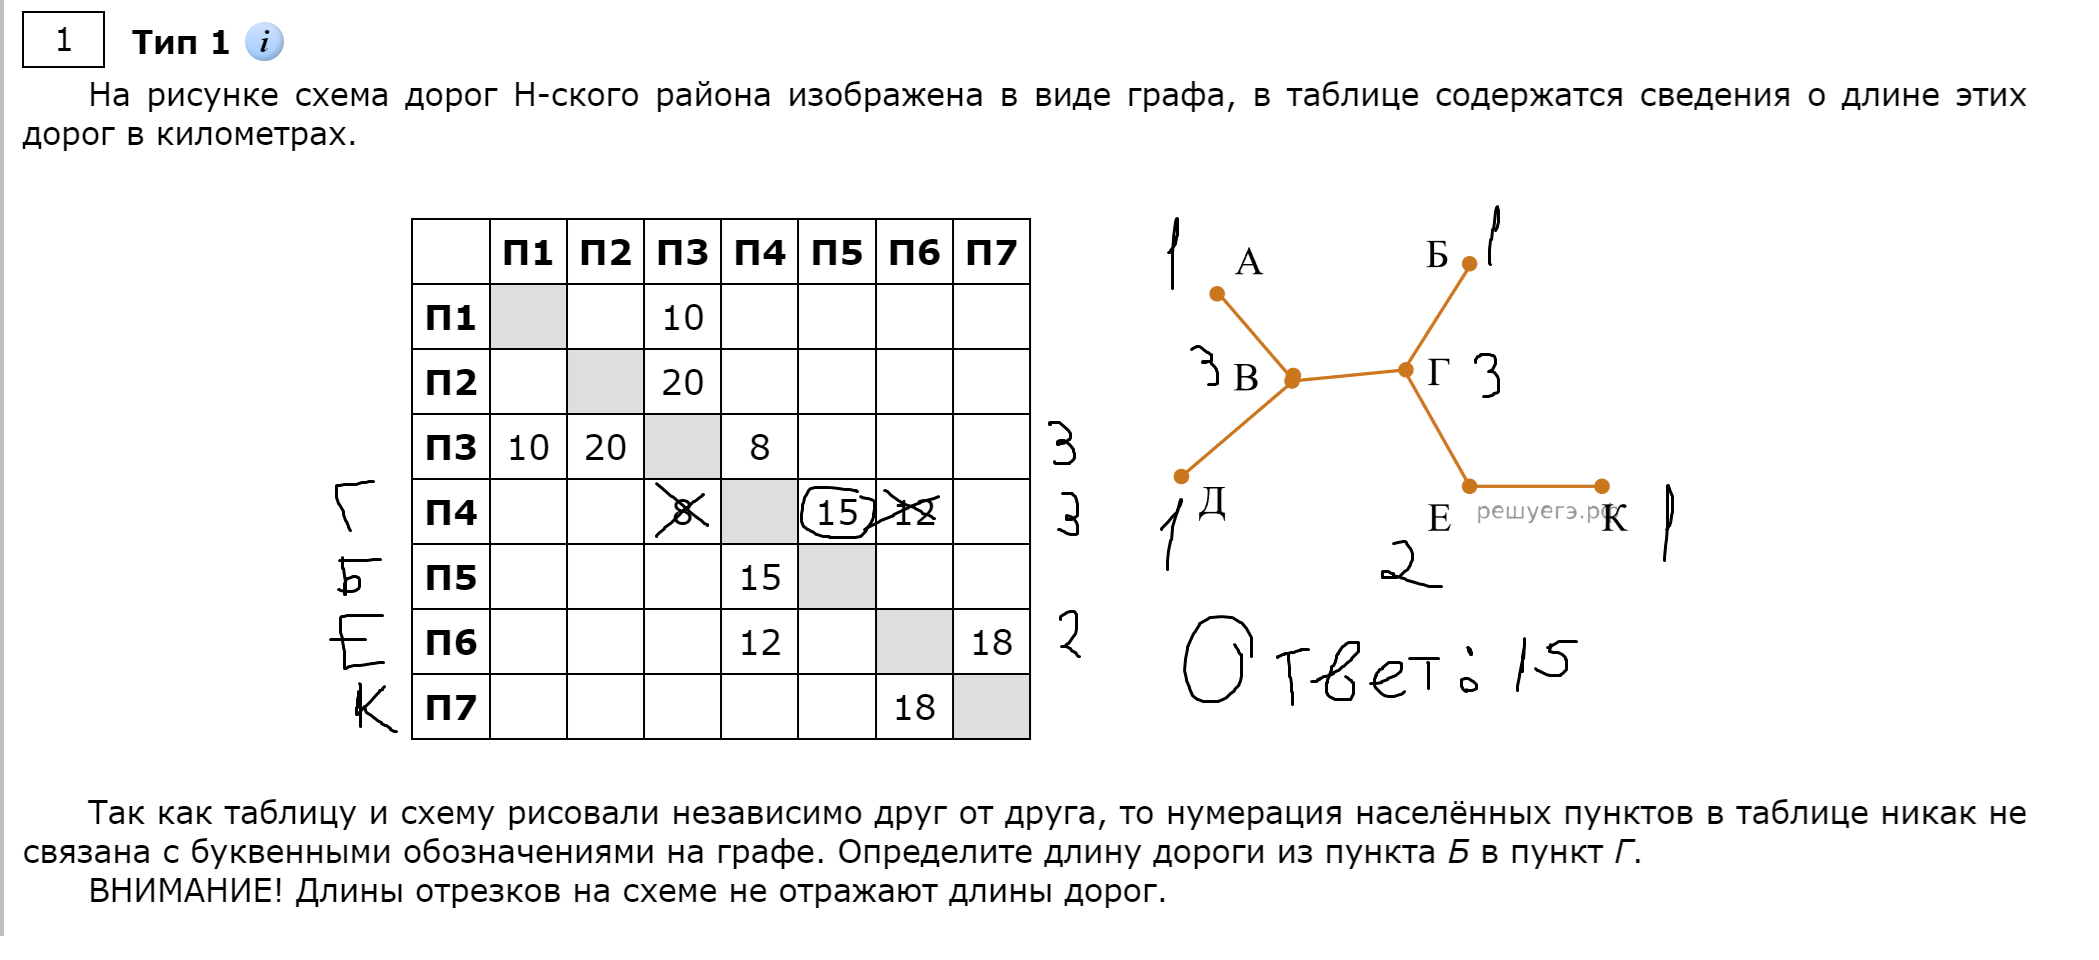 1 Тип 1 i
На рисунке схема дорог Н-ского района изображена в виде графа, в таблице содержатся сведения о длине этих
дорог в километрах.
П1 П2 П3 П4 П5 П6 П7
П1 10
П2 20
П3 10 20 8 3
Г П4 8 15 12 3
Б П5 15
Е П6 12 18 2
К П7 18
1 А Б 1
3 В Г 3
1 Д Е решуегэ.рф К 1
2
Ответ: 15
Так как таблицу и схему рисовали независимо друг от друга, то нумерация населённых пунктов в таблице никак не
связана с буквенными обозначениями на графе. Определите длину дороги из пункта Б в пункт Г.
ВНИМАНИЕ! Длины отрезков на схеме не отражают длины дорог.